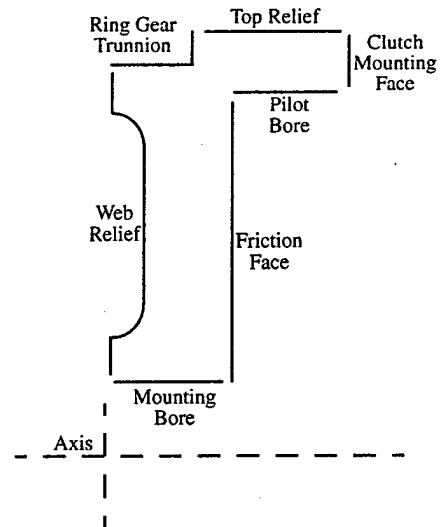 Top Relief
Ring Gear
Trunnion
Clutch
Mounting
Face
Pilot
Bore
Web
Relief
Friction
Face
Mounting
Bore
Axis